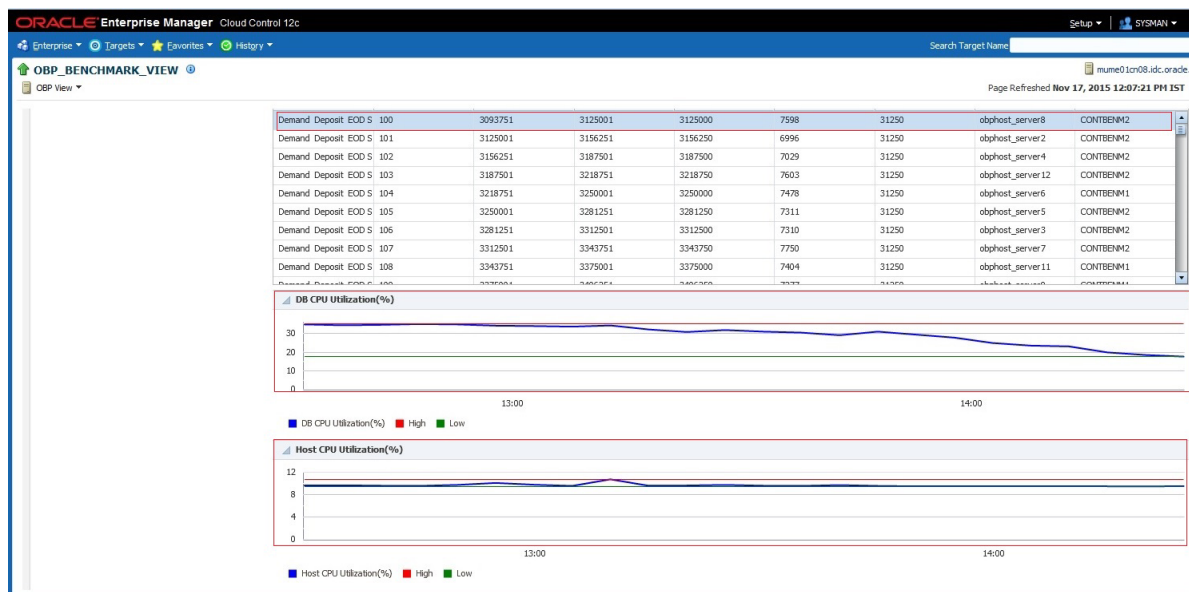 ORACLE Enterprise Manager Cloud Control 12c Setup SYSMAN
Enterprise Targets Favorites History Search Target Name
OBP_BENCHMARK_VIEW mume01cn08.idc.oracle.
OBP View Page Refreshed Nov 17, 2015 12:07:21 PM IST
Demand Deposit EOD S 100 3093751 3125001 3125000 7598 31250 obphost_server8 CONTBENM2
Demand Deposit EOD S 101 3125001 3156251 3156250 6996 31250 obphost_server2 CONTBENM2
Demand Deposit EOD S 102 3156251 3187501 3187500 7029 31250 obphost_server4 CONTBENM2
Demand Deposit EOD S 103 3187501 3218751 3218750 7603 31250 obphost_server12 CONTBENM2
Demand Deposit EOD S 104 3218751 3250001 3250000 7478 31250 obphost_server6 CONTBENM1
Demand Deposit EOD S 105 3250001 3281251 3281250 7311 31250 obphost_server5 CONTBENM2
Demand Deposit EOD S 106 3281251 3312501 3312500 7310 31250 obphost_server3 CONTBENM2
Demand Deposit EOD S 107 3312501 3343751 3343750 7750 31250 obphost_server7 CONTBENM2
Demand Deposit EOD S 108 3343751 3375001 3375000 7404 31250 obphost_server11 CONTBENM1
DB CPU Utilization(%)
30
20
10
0
13:00 14:00
DB CPU Utilization(%) High Low
Host CPU Utilization(%)
12
8
4
0
13:00 14:00
Host CPU Utilization(%) High Low